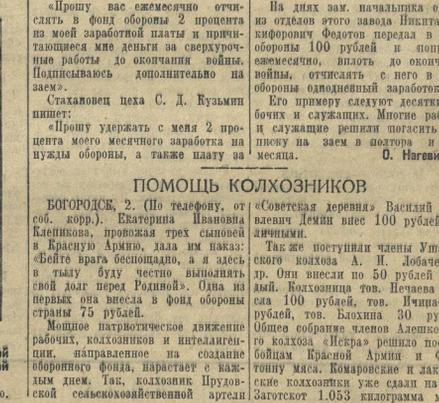 «Прошу вас ежемесячно отчи-
слять в фонд обороны 2 процента
из моей заработной платы и причи-
тающиеся мне деньги за сверхуроч-
ные работы до окончания войны.
Подписываюсь дополнительно на
заем».
Стахановец цеха С. Д. Кузьмин
пишет:
«Прошу удержать с меня 2 про-
цента моего месячного заработка на
нужды обороны, а также плату за
На днях зам. начальника о
из отделов этого завода Никита
кифорович Федотов передал в
обороны 100 рублей и
ежемесячно, вплоть до
войны, отчислять с него в
обороны однодневный заработок
Его примеру следуют десятки
бочих и служащих. Многие
и служащие решили погасить
писку на заем в полтора и
месяца.
О. Нагеви
ПОМОЩЬ КОЛХОЗНИКОВ
БОГОРОДСК, 2. (По телефону, от
соб. корр.). Екатерина Ивановна
Клепикова, провожая трех сыновей
в Красную Армию, дала им наказ:
«Бейте врага беспощадно, а я здесь
в тылу буду честно выполнять
свой долг перед Родиной». Одна из
первых она внесла в фонд обороны
страны 75 рублей.
Мощное патриотическое движение
рабочих, колхозников и интеллиген-
ции, направленное на создание
оборонного фонда, нарастает с каж-
дым днем. Так, колхозник Прудов-
ской сельскохозяйственной артели
«Советская деревня» Василий
влевич Демин внес 100 рублей
личными.
Также поступили члены
ского колхоза А. И. Лобаче
др. Они внесли по 50 рублей
дый. Колхозница тов. Нечаева
сла 100 рублей, тов. Ичица
рублей, тов. Блохина 30 ру
Общее собрание членов Алешко
го колхоза «Искра» решило
бойцам Красной Армии и
тонну мяса. Комаровские и
ские колхозники уже сдали на
Заготскот 1.053 килограмма